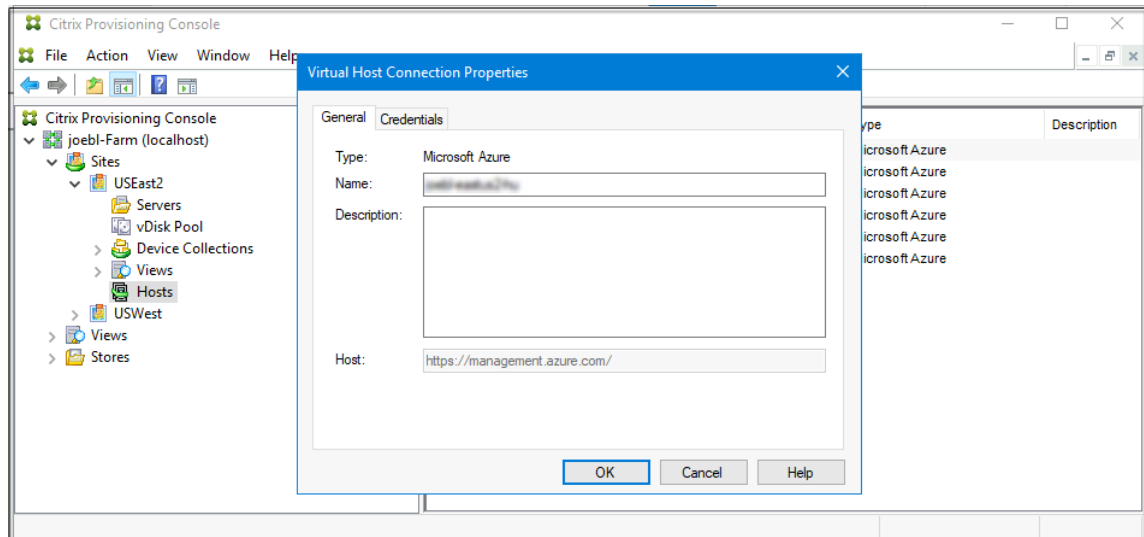 Citrix Provisioning Console
File Action View Window Help
Citrix Provisioning Console
joebl-Farm (localhost)
Sites
USEast2
Servers
vDisk Pool
Device Collections
Views
Hosts
USWest
Views
Stores
Virtual Host Connection Properties
General Credentials
Type: Microsoft Azure
Name:
Description:
Host: https://management.azure.com/
OK Cancel Help
ype Description
icrosoft Azure
icrosoft Azure
icrosoft Azure
icrosoft Azure
icrosoft Azure
icrosoft Azure